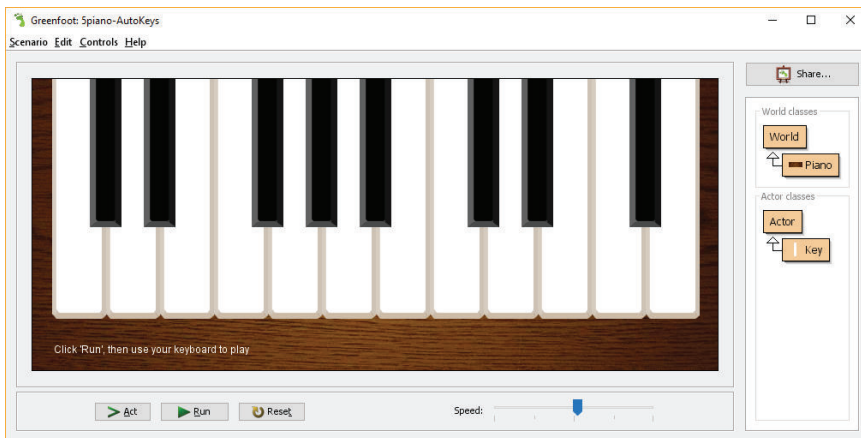 Greenfoot: 5piano-AutoKeys
Scenario Edit Controls Help
Share...
World classes
World
Piano
Actor classes
Actor
Key
Click 'Run', then use your keyboard to play
Act Run Reset Speed: